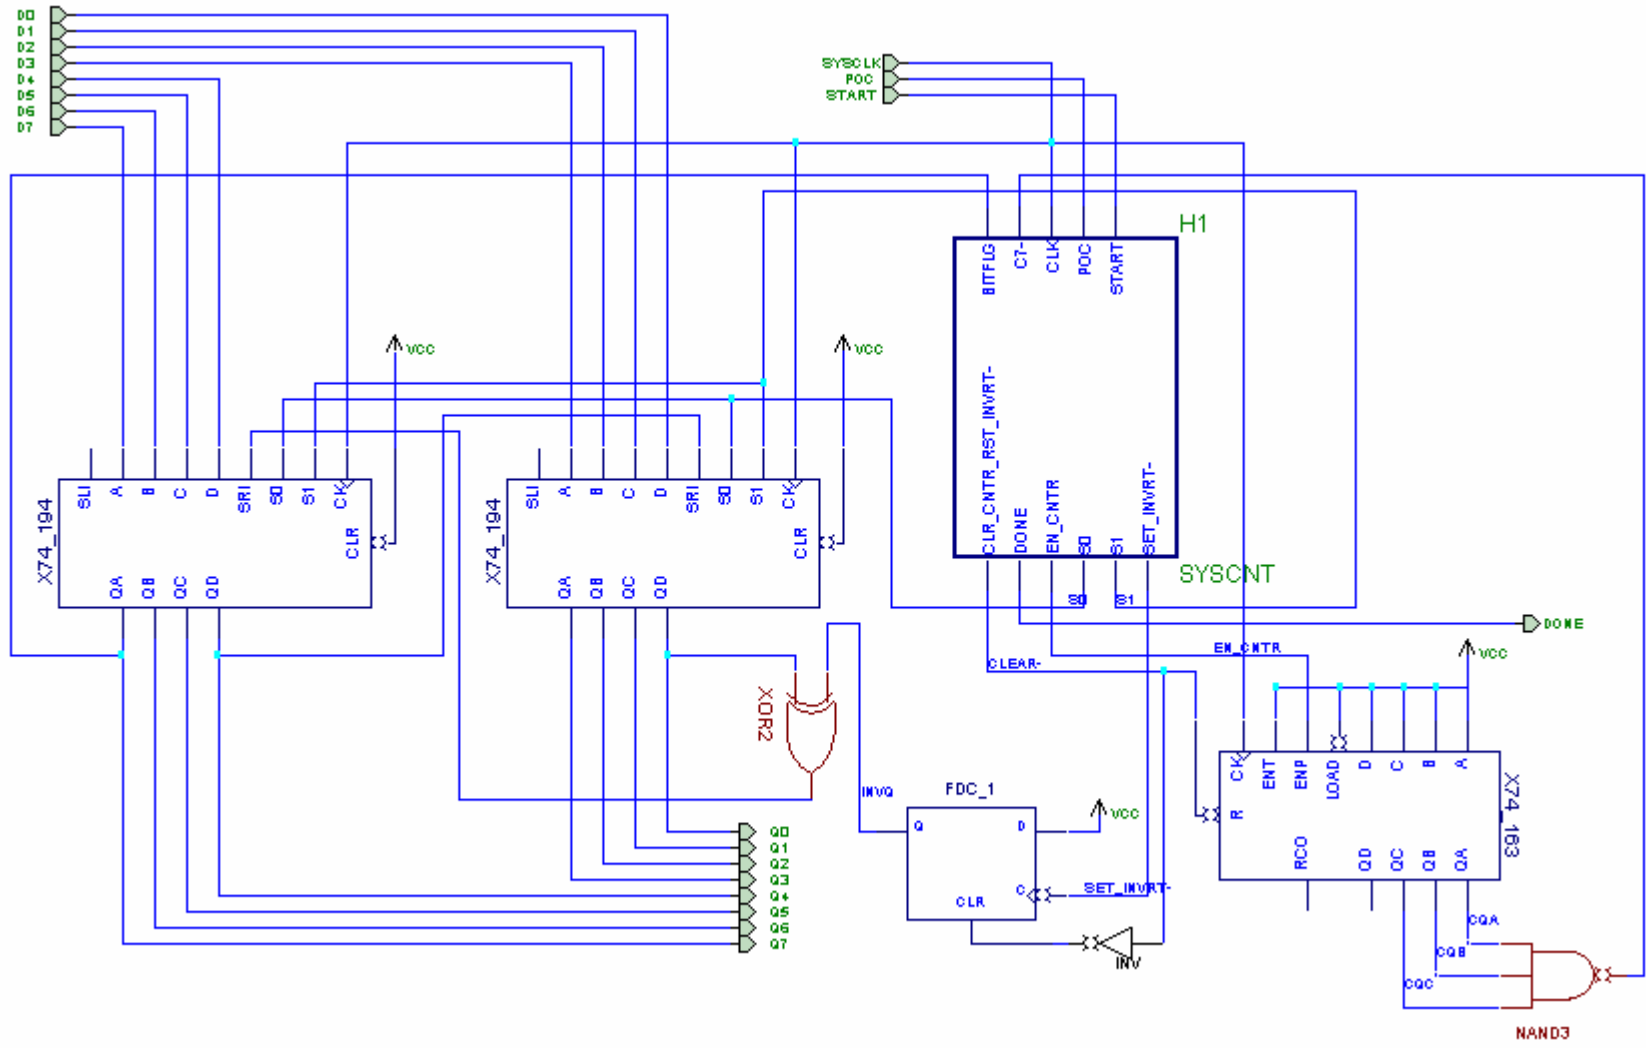 D0
D1
D2
D3
D4
D5
D6
D7
SYSCLK
POC
START
H1
BITFLG
C7-
CLK
POC
START
CLR_CNTR_RST_INVRT-
DONE
EN_CNTR
S0
S1
SET_INVRT-
SYSCNT
VCC
VCC
X74_194
SLI
A
B
C
D
SRI
S0
S1
CK
CLR
QA
QB
QC
QD
X74_194
SLI
A
B
C
D
SRI
S0
S1
CK
CLR
QA
QB
QC
QD
S0
S1
DONE
EN_CNTR
CLEAR-
VCC
XOR2
INVQ
FDC_1
Q
D
C
CLR
VCC
SET_INVRT-
INV
CK
ENT
ENP
LOAD
D
C
B
A
R
RCO
QD
QC
QB
QA
X74_163
CQA
CQB
CQC
NAND3
Q0
Q1
Q2
Q3
Q4
Q5
Q6
Q7